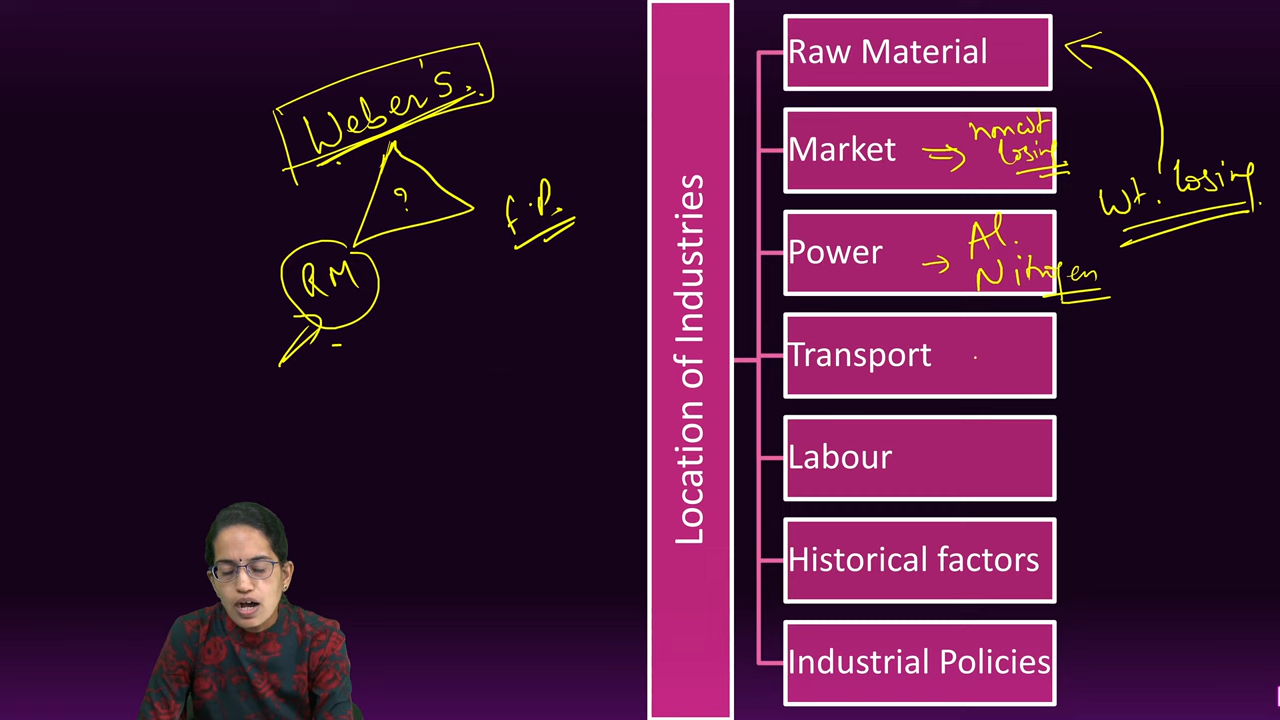 Weber's.
?
RM
F.P.
Location of Industries
Raw Material
Market ⇒ non wt losing
Wt. losing
Power → Al. Nitrogen
Transport
Labour
Historical factors
Industrial Policies